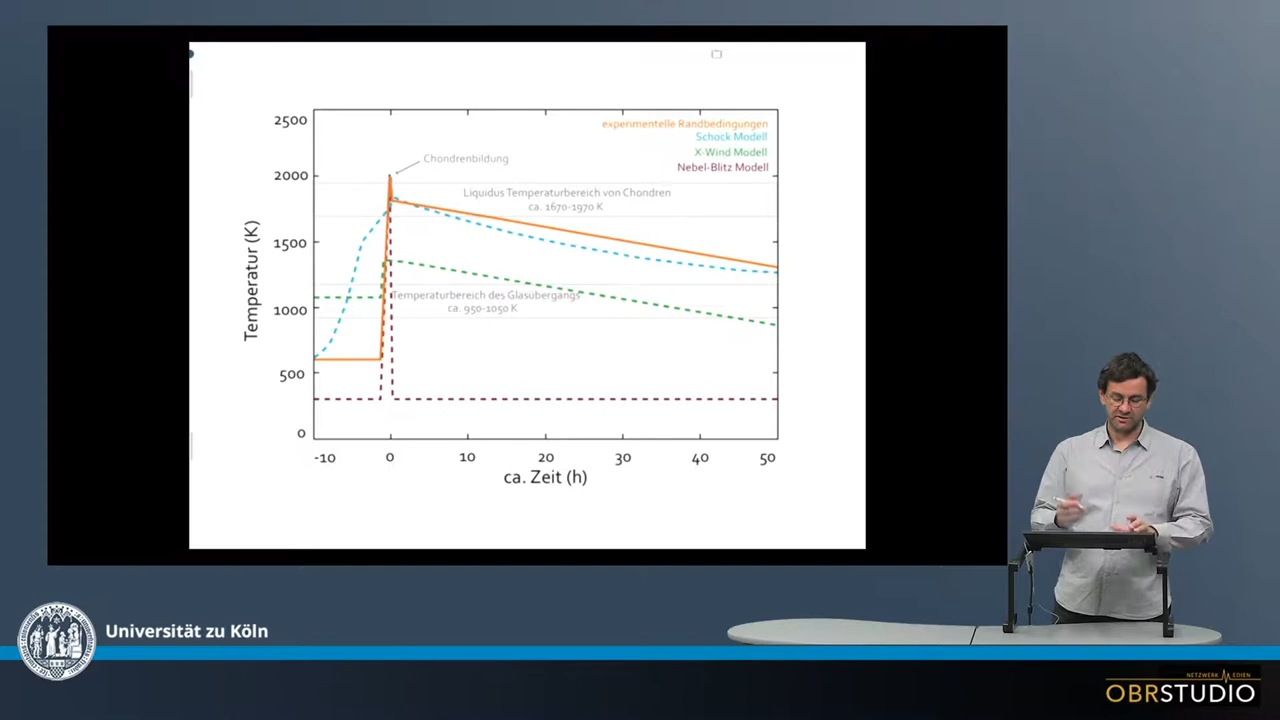 2500
2000
1500
1000
500
0
Temperatur (K)
experimentelle Randbedingungen
Schock Modell
X-Wind Modell
Nebel-Blitz Modell
Chondrenbildung
Liquidus Temperaturbereich von Chondren
ca. 1670-1970 K
Temperaturbereich des Glasübergangs
ca. 950-1050 K
-10 0 10 20 30 40 50
ca. Zeit (h)
Universität zu Köln
NETZWERK MEDIEN
OBRSTUDIO